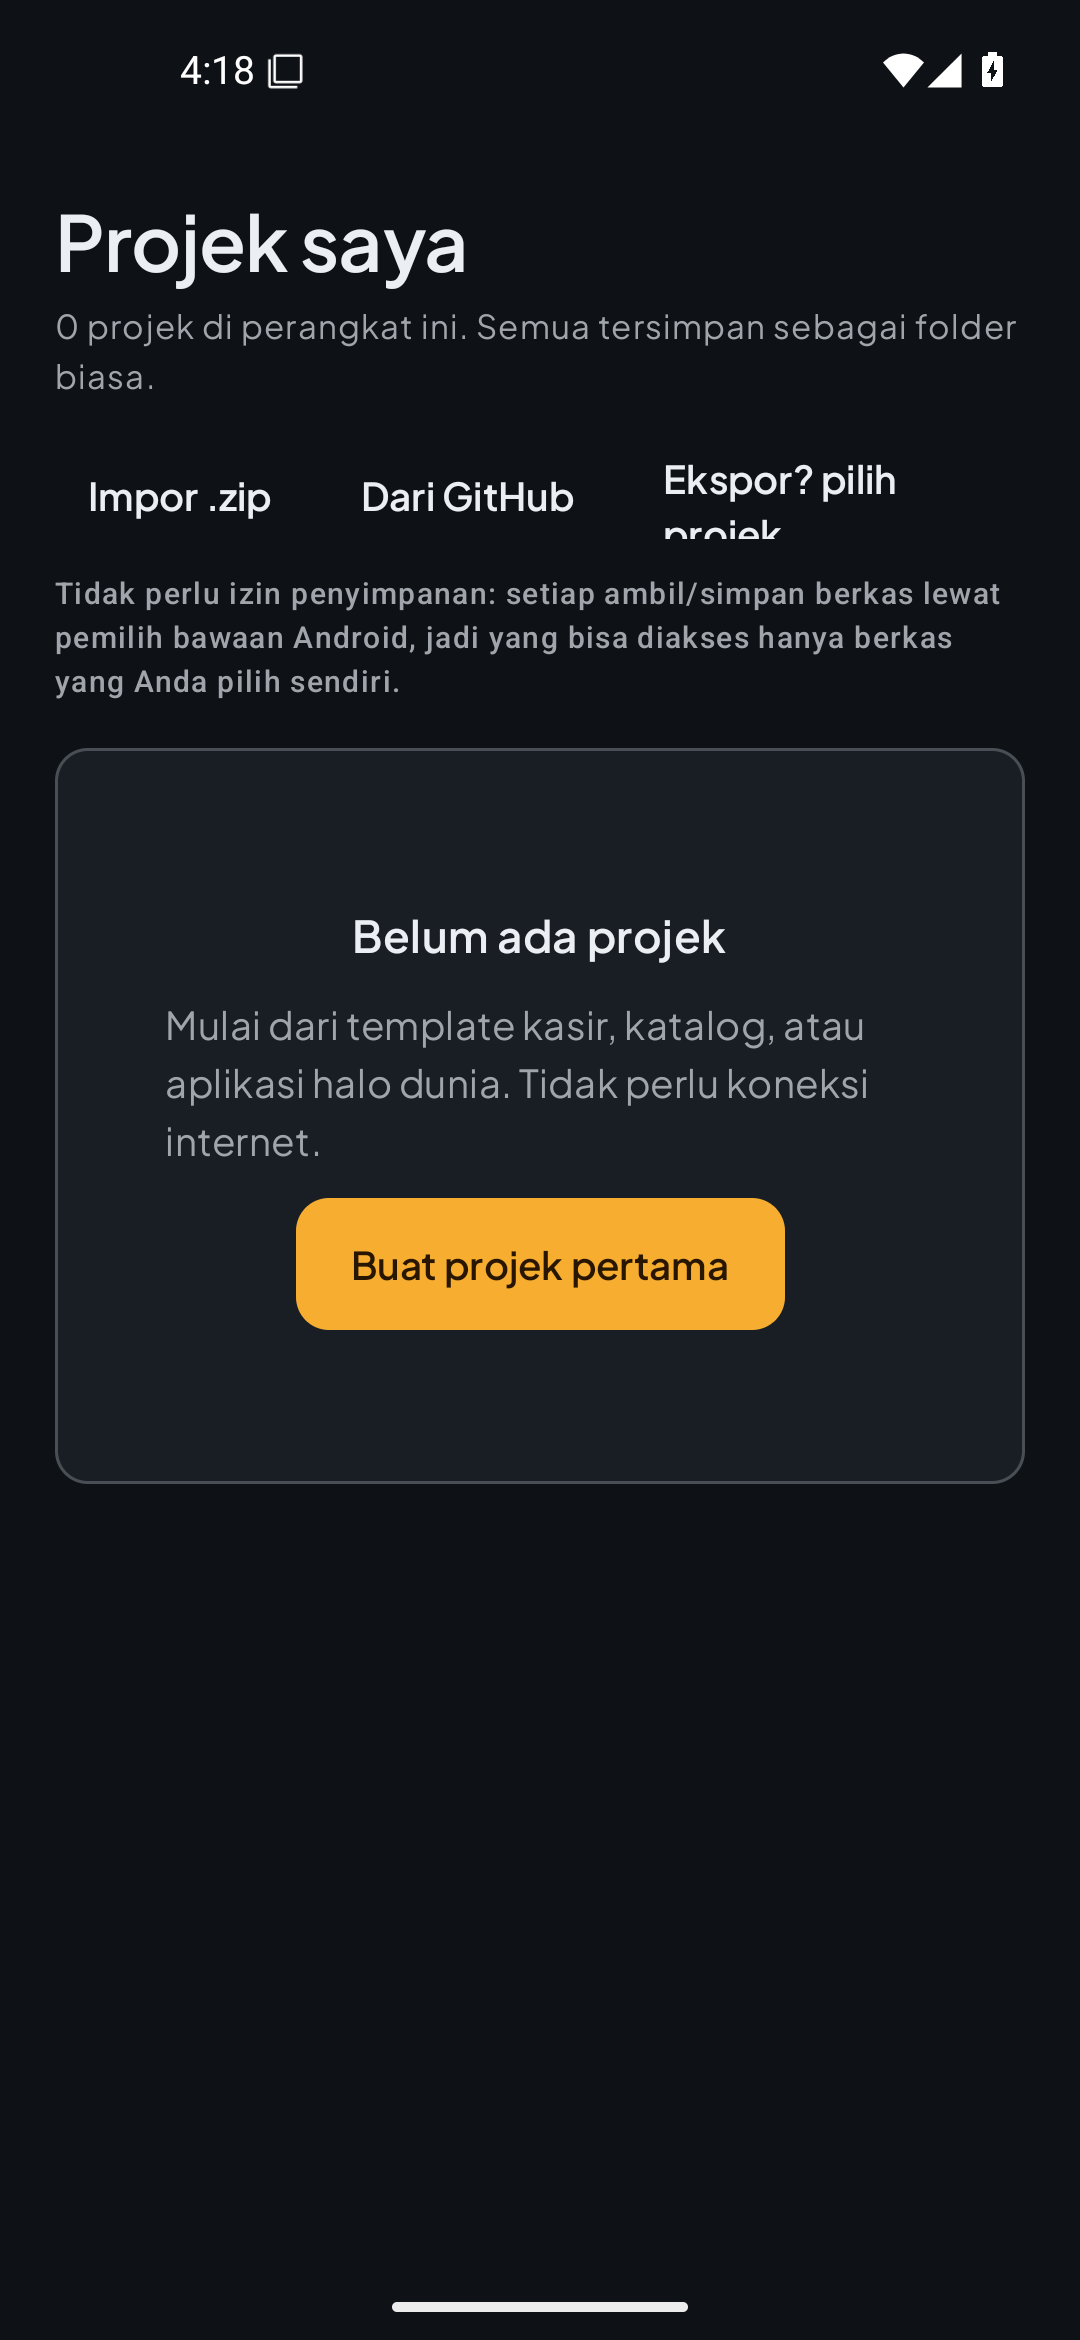 4:18
Projek saya
0 projek di perangkat ini. Semua tersimpan sebagai folder
biasa.
Impor .zip
Dari GitHub
Ekspor? pilih
projek
Tidak perlu izin penyimpanan: setiap ambil/simpan berkas lewat
pemilih bawaan Android, jadi yang bisa diakses hanya berkas
yang Anda pilih sendiri.
Belum ada projek
Mulai dari template kasir, katalog, atau
aplikasi halo dunia. Tidak perlu koneksi
internet.
Buat projek pertama